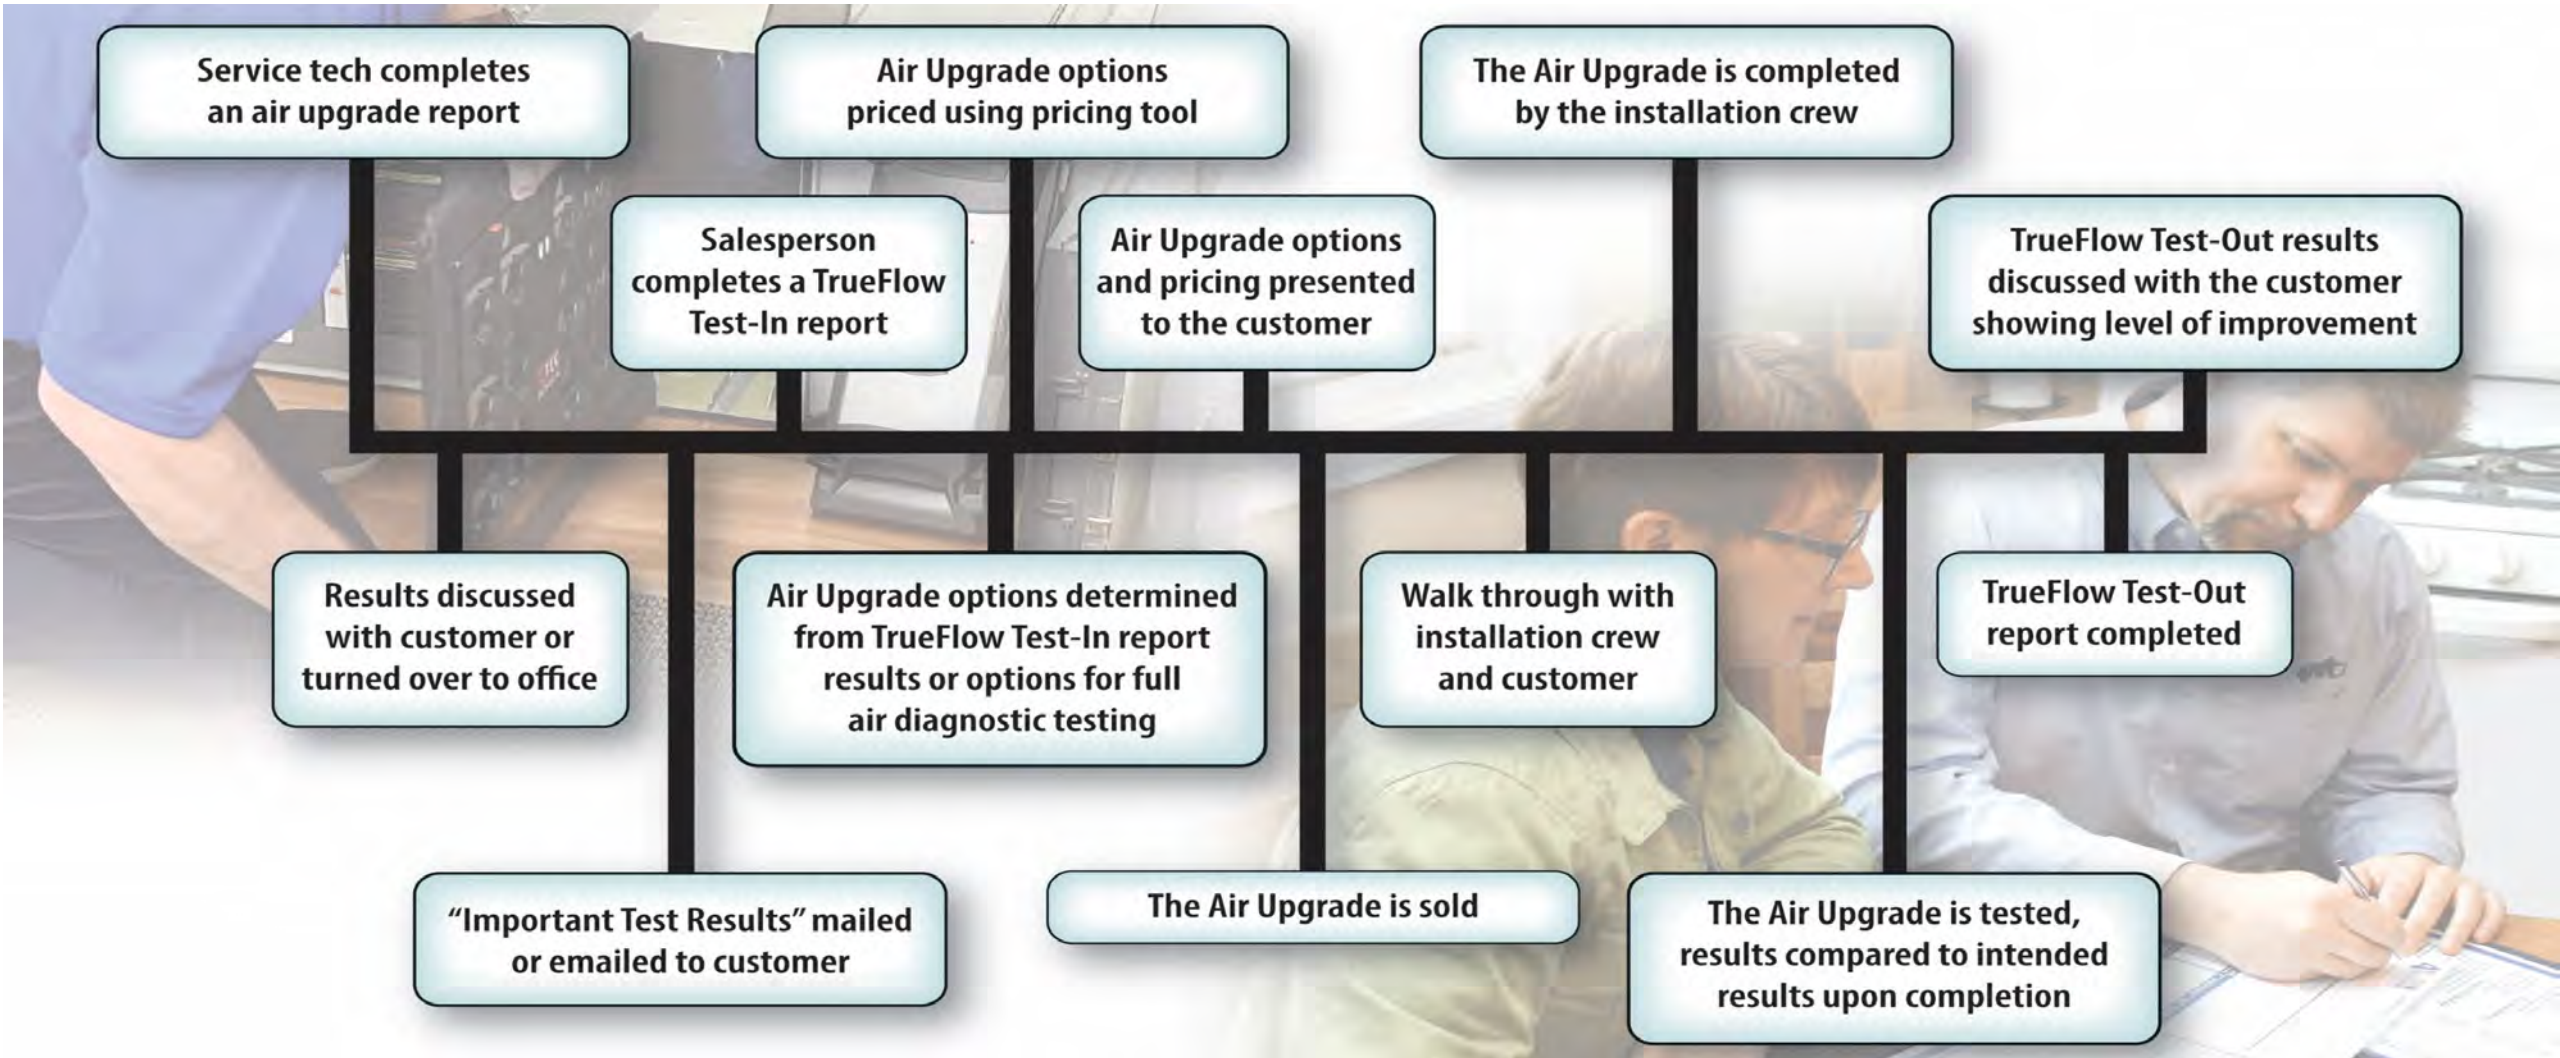 Service tech completes
an air upgrade report
Results discussed
with customer or
turned over to office
“Important Test Results” mailed
or emailed to customer
Salesperson
completes a TrueFlow
Test-In report
Air Upgrade options determined
from TrueFlow Test-In report
results or options for full
air diagnostic testing
Air Upgrade options
priced using pricing tool
Air Upgrade options
and pricing presented
to the customer
The Air Upgrade is sold
Walk through with
installation crew
and customer
The Air Upgrade is completed
by the installation crew
The Air Upgrade is tested,
results compared to intended
results upon completion
TrueFlow Test-Out
report completed
TrueFlow Test-Out results
discussed with the customer
showing level of improvement